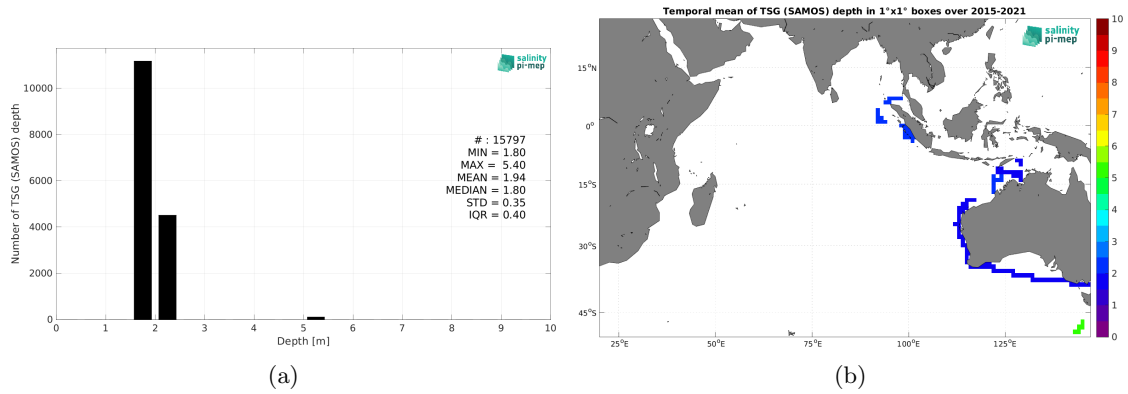 salinity
pi-mep
Number of TSG (SAMOS) depth
10000
8000
6000
4000
2000
0
# : 15797
MIN = 1.80
MAX = 5.40
MEAN = 1.94
MEDIAN = 1.80
STD = 0.35
IQR = 0.40
0 1 2 3 4 5 6 7 8 9 10
Depth [m]
(a)
Temporal mean of TSG (SAMOS) depth in 1°x1° boxes over 2015-2021
salinity
pi-mep
15°N
0°
15°S
30°S
45°S
25°E 50°E 75°E 100°E 125°E
10
9
8
7
6
5
4
3
2
1
0
(b)